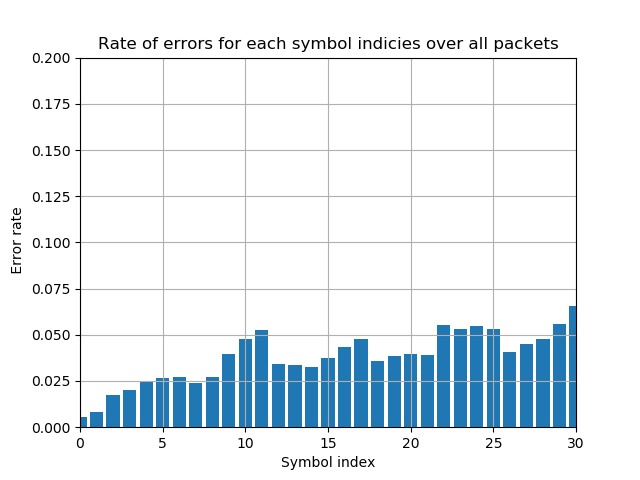 Rate of errors for each symbol indicies over all packets
0.200
0.175
0.150
0.125
0.100
0.075
0.050
0.025
0.000
Error rate
0 5 10 15 20 25 30
Symbol index